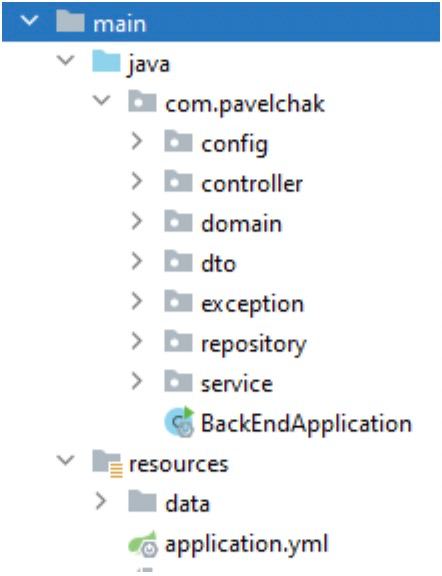 main
java
com.pavelchak
config
controller
domain
dto
exception
repository
service
BackEndApplication
resources
data
application.yml